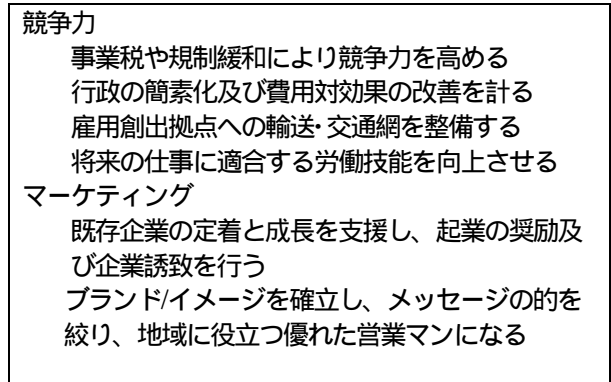 競争力
事業税や規制緩和により競争力を高める
行政の簡素化及び費用対効果の改善を計る
雇用創出拠点への輸送・交通網を整備する
将来の仕事に適合する労働技能を向上させる
マーケティング
既存企業の定着と成長を支援し、起業の奨励及
び企業誘致を行う
ブランド/イメージを確立し、メッセージの的を
絞り、地域に役立つ優れた営業マンになる